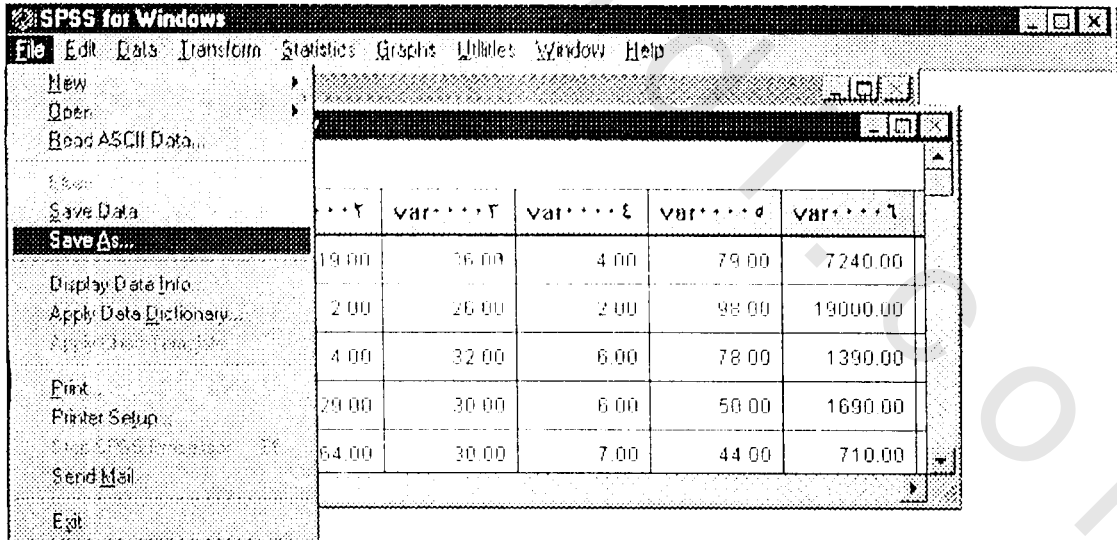 SPSS for Windows
File Edit Data Transform Statistics Graphs Utilities Window Help
New
Open
Read ASCII Data...
Close
Save Data
Save As...
Display Data Info...
Apply Data Dictionary...
Print...
Printer Setup...
Send Mail...
Exit
٠٠٠٢ var٠٠٠٠٣ var٠٠٠٠٤ var٠٠٠٠٥ var٠٠٠٠٦
19.00 36.00 4.00 79.00 7240.00
2.00 26.00 2.00 98.00 19000.00
4.00 32.00 6.00 78.00 1390.00
29.00 30.00 6.00 50.00 1690.00
64.00 30.00 7.00 44.00 710.00